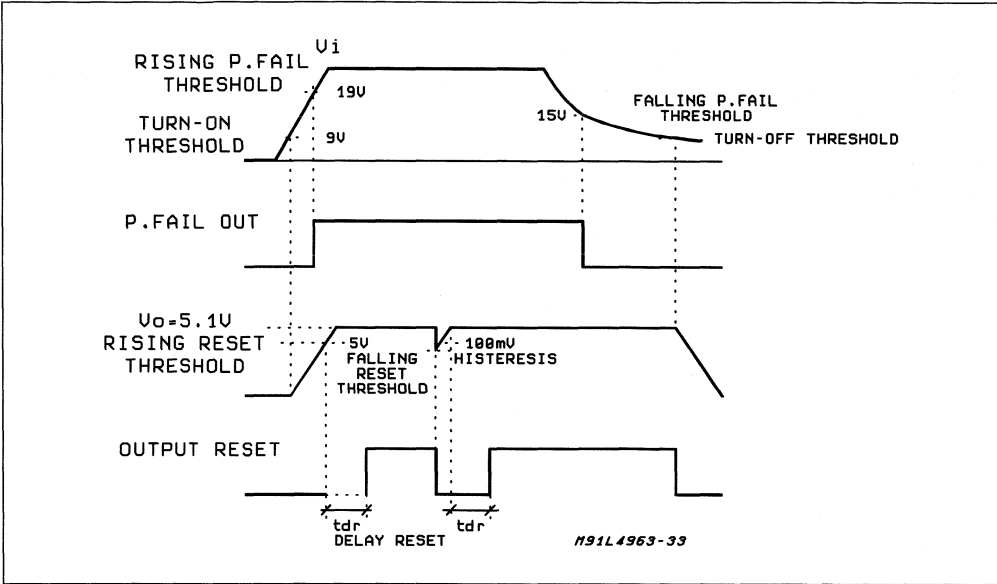 Vi
RISING P.FAIL
THRESHOLD
19V
TURN-ON
THRESHOLD
9V
15V
FALLING P.FAIL
THRESHOLD
TURN-OFF THRESHOLD
P.FAIL OUT
Vo=5.1V
RISING RESET
THRESHOLD
5V
FALLING
RESET
THRESHOLD
100mV
HISTERESIS
OUTPUT RESET
tdr
tdr
DELAY RESET
M91L4963-33